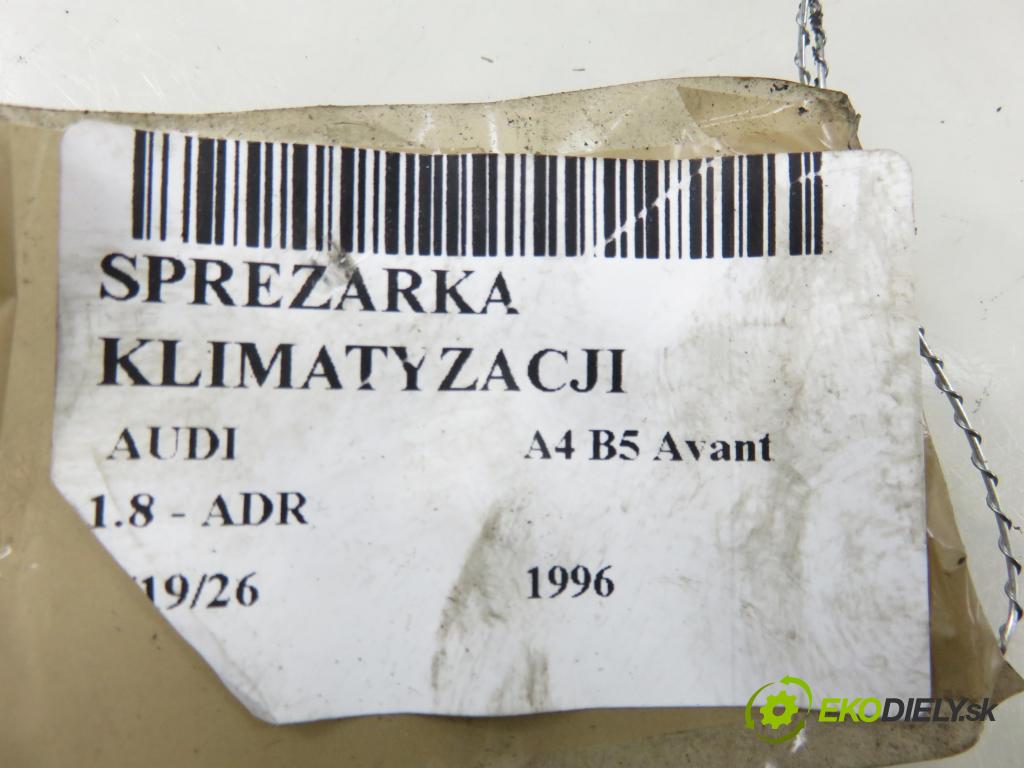 SPREZARKA
KLIMATYZACJI
AUDI A4 B5 Avant
1.8 - ADR
/19/26 1996
EKODIELY.sk